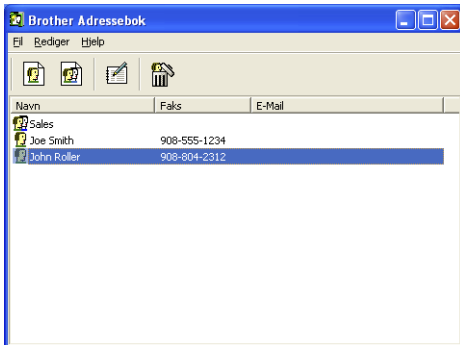 Brother Adressebok
Fil Rediger Hjelp
Navn Faks E-Mail
Sales
Joe Smith 908-555-1234
John Roller 908-804-2312